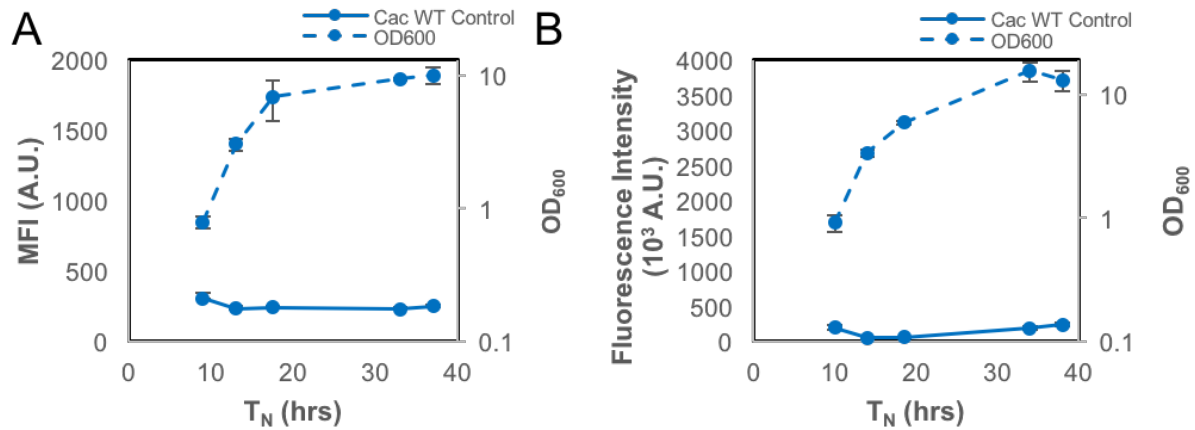 A
Cac WT Control
OD600
MFI (A.U.)
2000
1500
1000
500
0
10
1
0.1
OD600
0 10 20 30 40
TN (hrs)
B
Cac WT Control
OD600
Fluorescence Intensity
(10³ A.U.)
4000
3500
3000
2500
2000
1500
1000
500
0
10
1
0.1
OD600
0 10 20 30 40
TN (hrs)